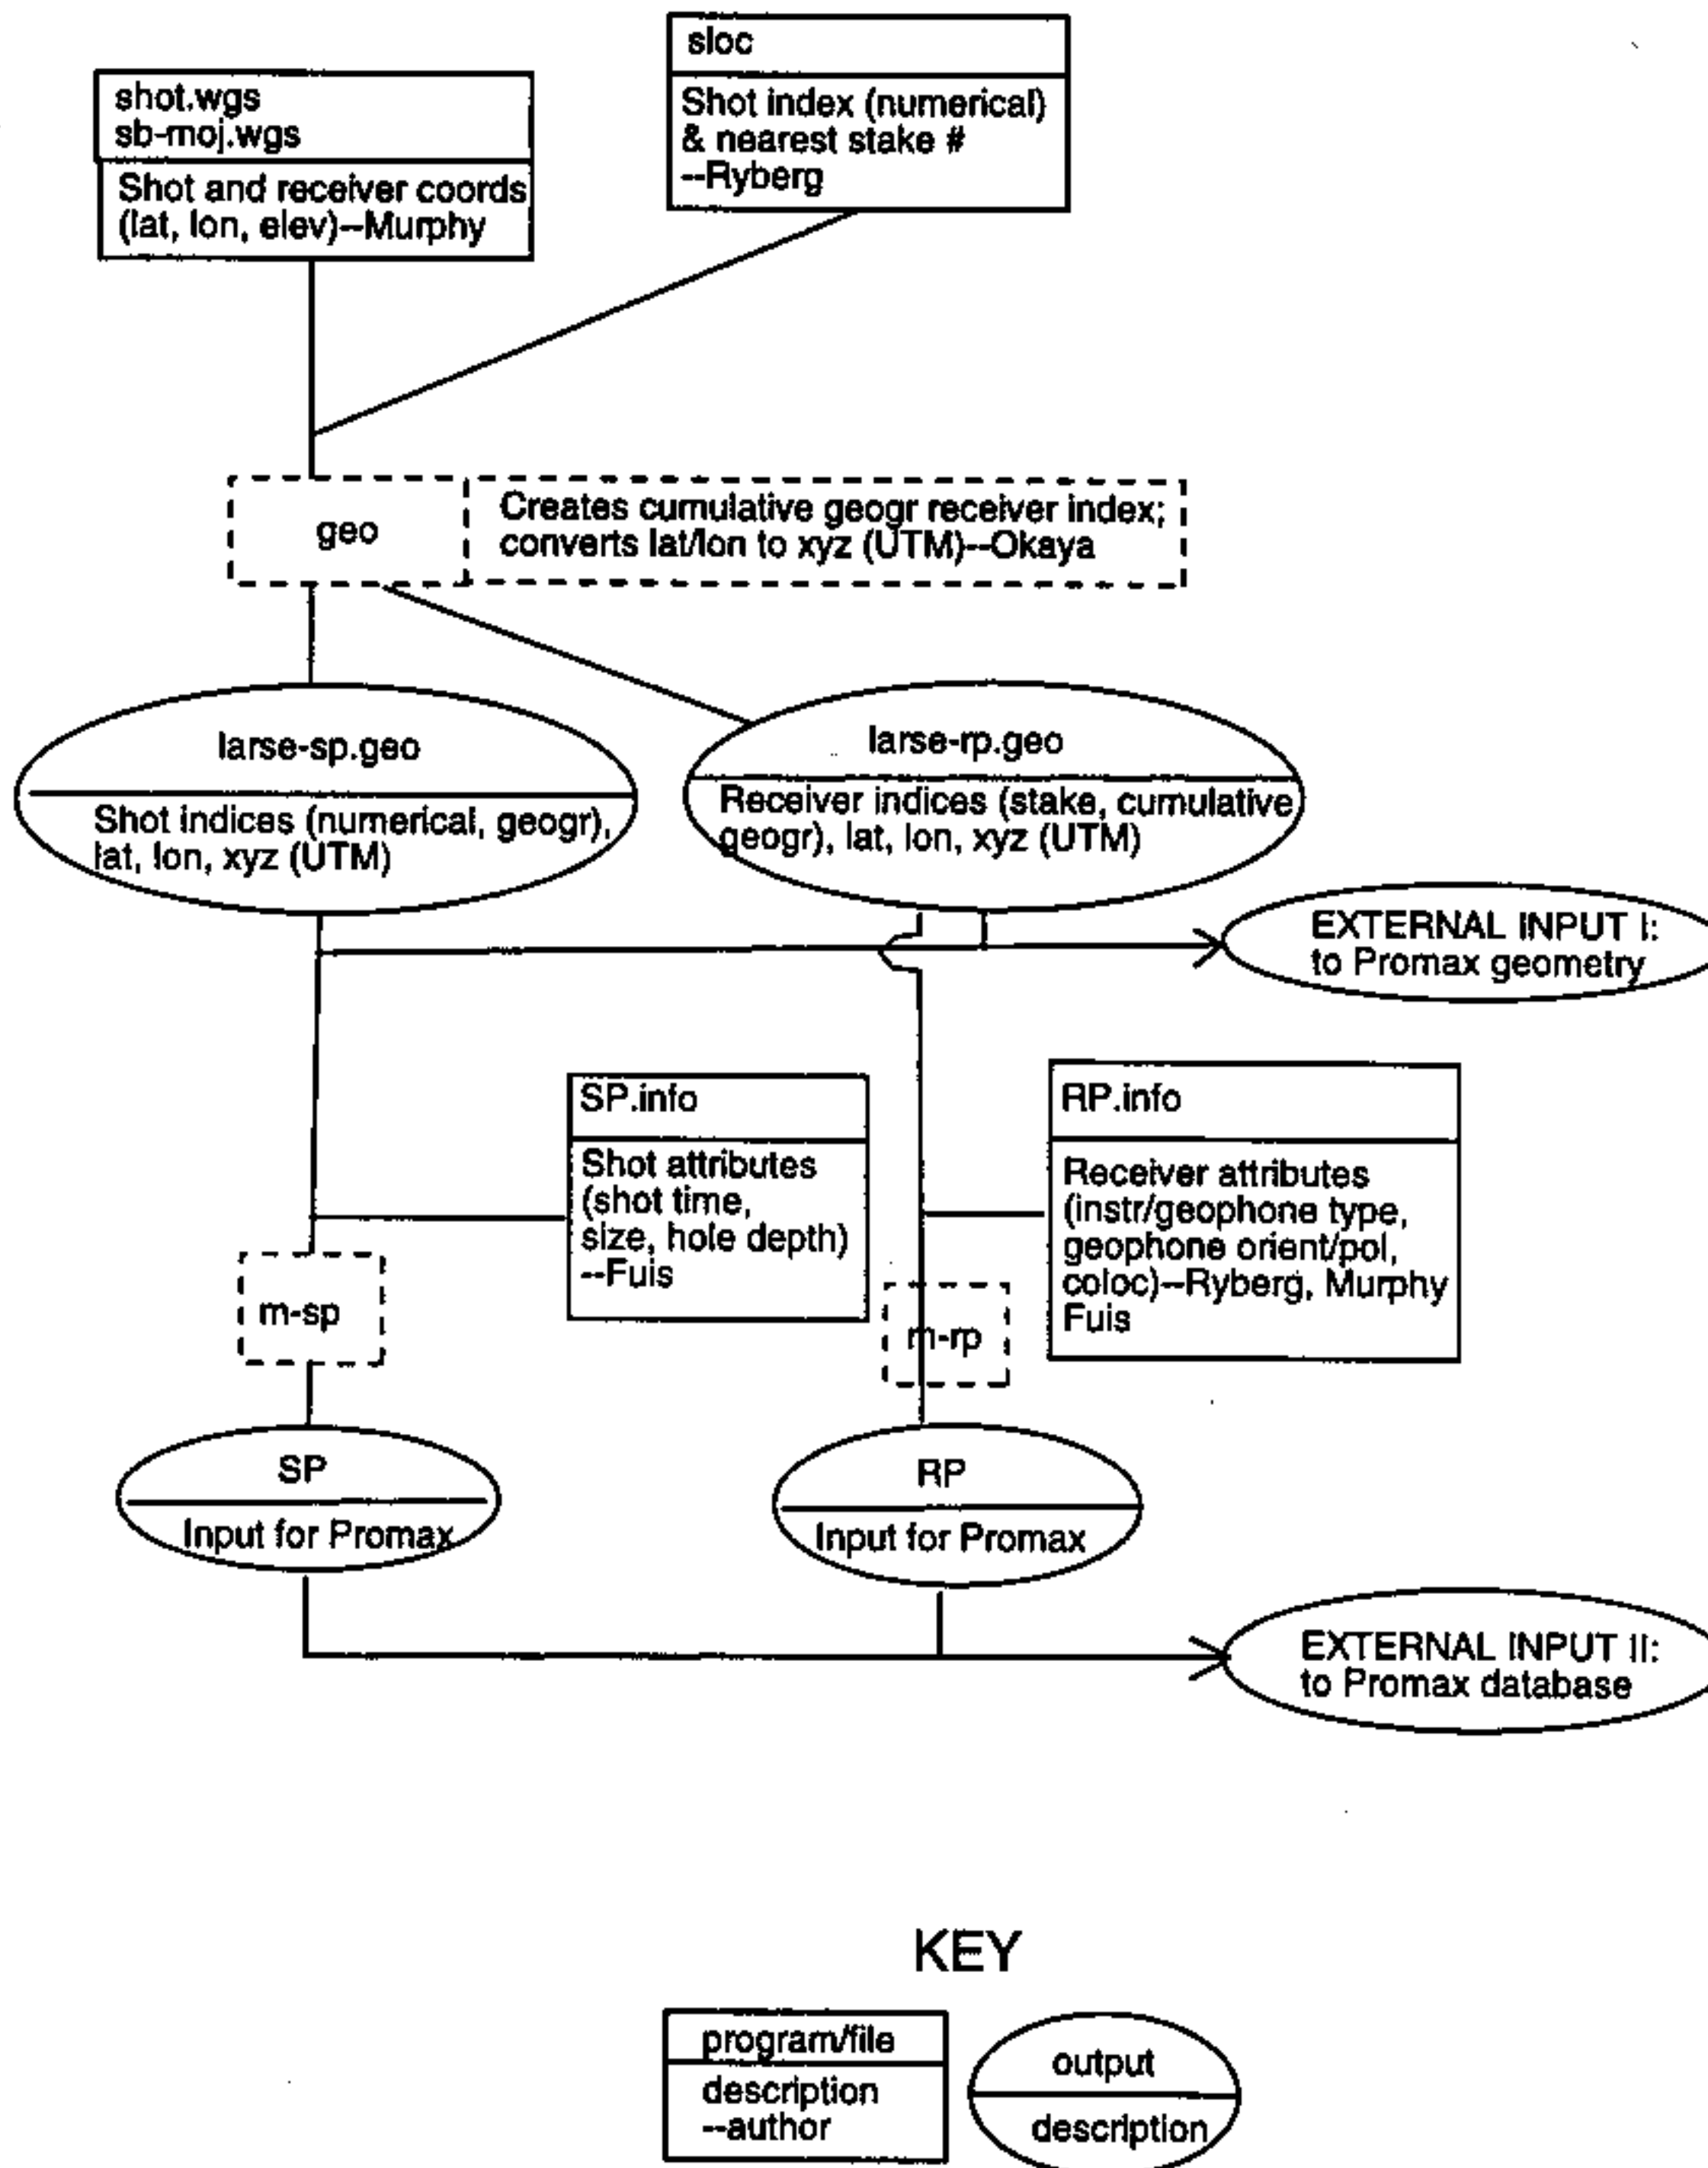 sloc
Shot index (numerical)
& nearest stake #
--Ryberg
shot.wgs
sb-moj.wgs
Shot and receiver coords
(lat, lon, elev)--Murphy
geo
Creates cumulative geogr receiver index;
converts lat/lon to xyz (UTM)--Okaya
larse-sp.geo
Shot indices (numerical, geogr),
lat, lon, xyz (UTM)
larse-rp.geo
Receiver indices (stake, cumulative
geogr), lat, lon, xyz (UTM)
EXTERNAL INPUT I:
to Promax geometry
SP.info
Shot attributes
(shot time,
size, hole depth)
--Fuis
RP.info
Receiver attributes
(instr/geophone type,
geophone orient/pol,
coloc)--Ryberg, Murphy
Fuis
m-sp
m-rp
SP
Input for Promax
RP
Input for Promax
EXTERNAL INPUT II:
to Promax database
KEY
program/file
description
--author
output
description